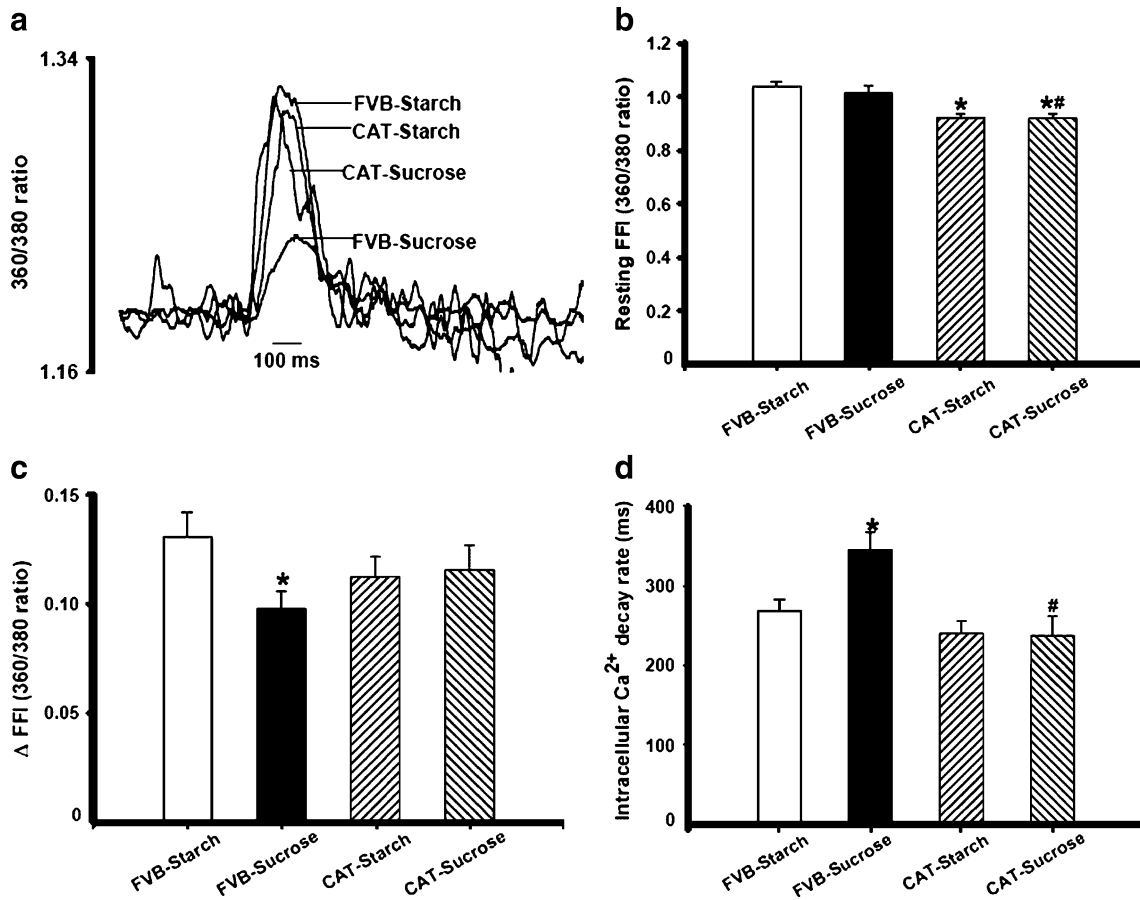 a
1.34
360/380 ratio
1.16
FVB-Starch
CAT-Starch
CAT-Sucrose
FVB-Sucrose
100 ms
b
Resting FFI (360/380 ratio)
1.2
1.0
0.8
0.6
0.4
0.2
0
*
*#
FVB-Starch
FVB-Sucrose
CAT-Starch
CAT-Sucrose
c
Δ FFI (360/380 ratio)
0.15
0.10
0.05
0
*
FVB-Starch
FVB-Sucrose
CAT-Starch
CAT-Sucrose
d
Intracellular Ca²⁺ decay rate (ms)
400
300
200
100
0
*
#
FVB-Starch
FVB-Sucrose
CAT-Starch
CAT-Sucrose